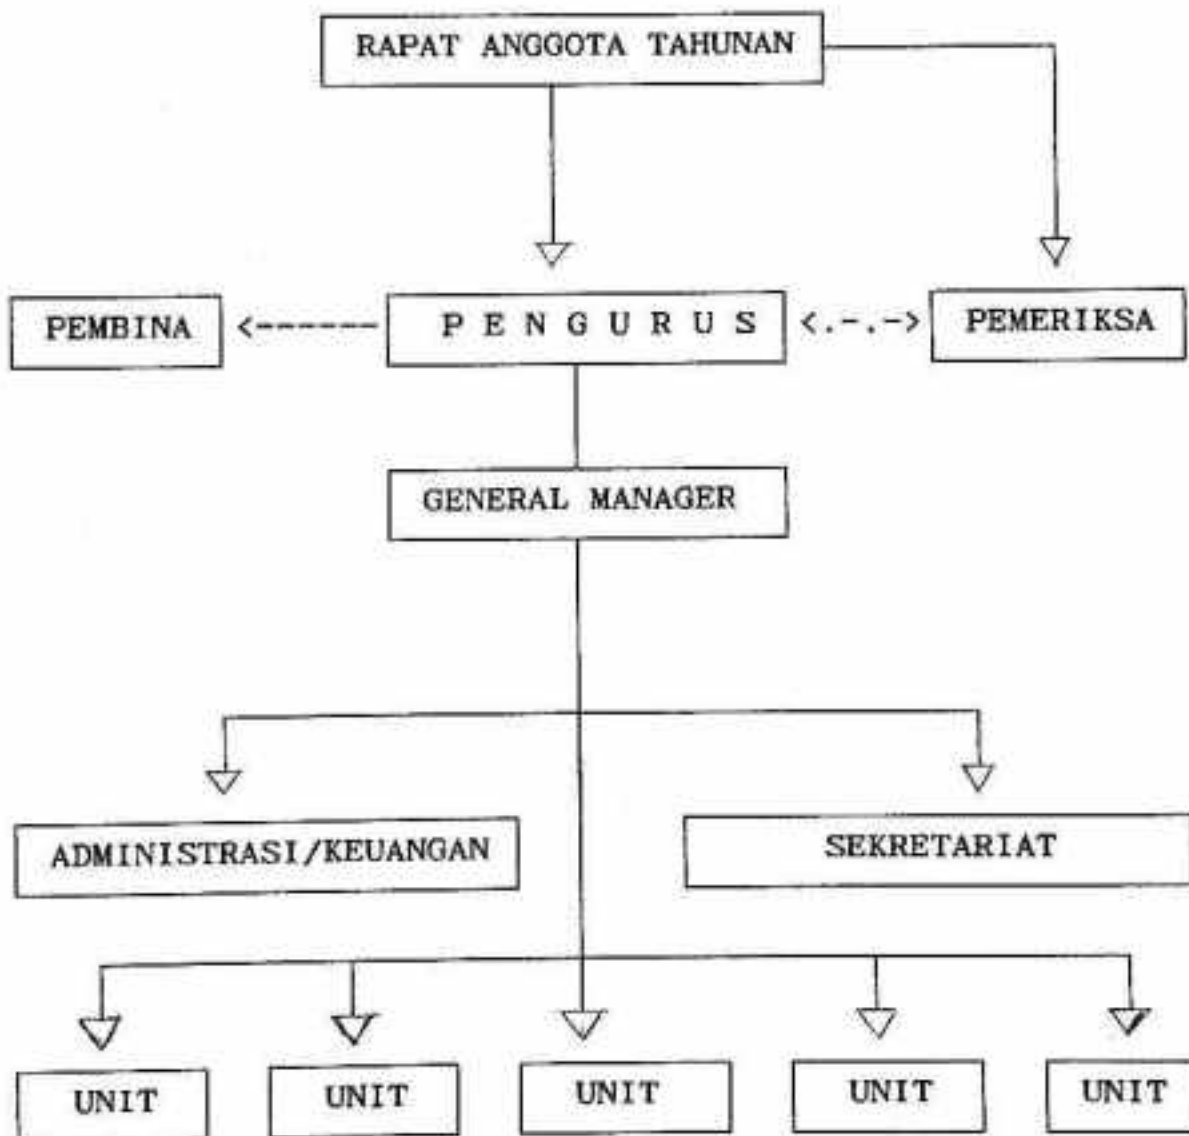 RAPAT ANGGOTA TAHUNAN
PEMBINA <------ P E N G U R U S <.-.-> PEMERIKSA
GENERAL MANAGER
ADMINISTRASI/KEUANGAN SEKRETARIAT
UNIT UNIT UNIT UNIT UNIT